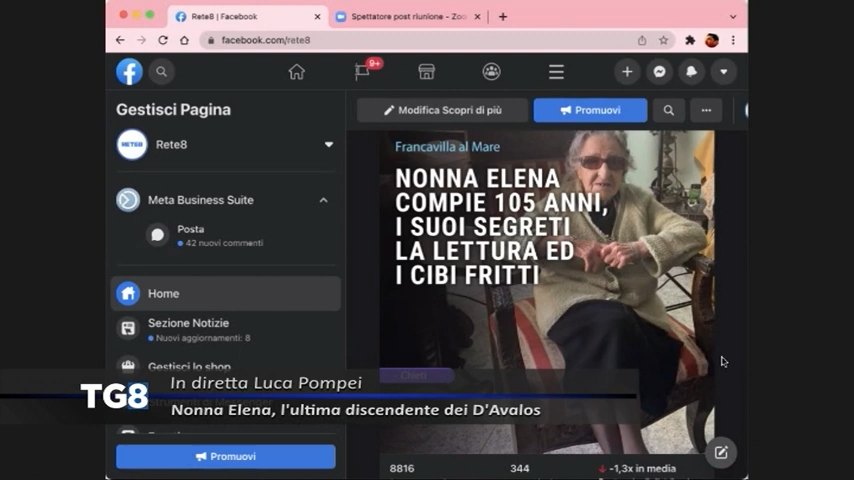 Rete8 | Facebook
Spettatore post riunione - Zoo
facebook.com/rete8
9+
Gestisci Pagina
Modifica Scopri di più
Promuovi
RETE8
Rete8
Meta Business Suite
Posta
42 nuovi commenti
Home
Sezione Notizie
Nuovi aggiornamenti: 8
Gestisci lo shop
Promuovi
Francavilla al Mare
NONNA ELENA
COMPIE 105 ANNI,
I SUOI SEGRETI
LA LETTURA ED
I CIBI FRITTI
Chieti
8816
344
-1,3x in media
TG8
In diretta Luca Pompei
Nonna Elena, l'ultima discendente dei D'Avalos